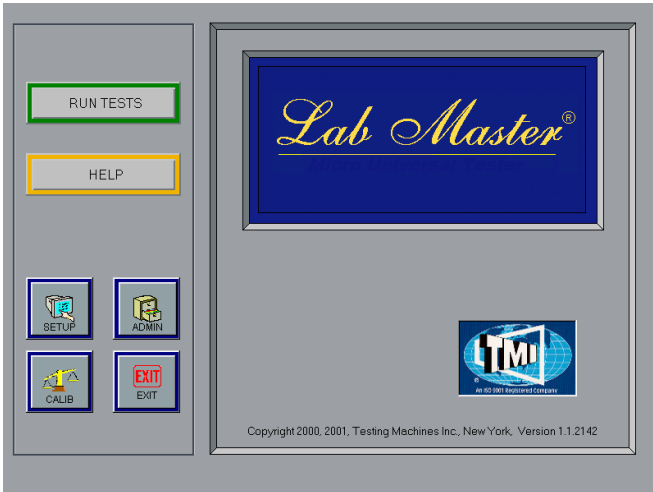 RUN TESTS
HELP
SETUP
ADMIN
CALIB
EXIT
EXIT
Lab Master®
TMI
®
An ISO 9001 Registered Company
Copyright 2000, 2001, Testing Machines Inc., New York, Version 1.1.2142